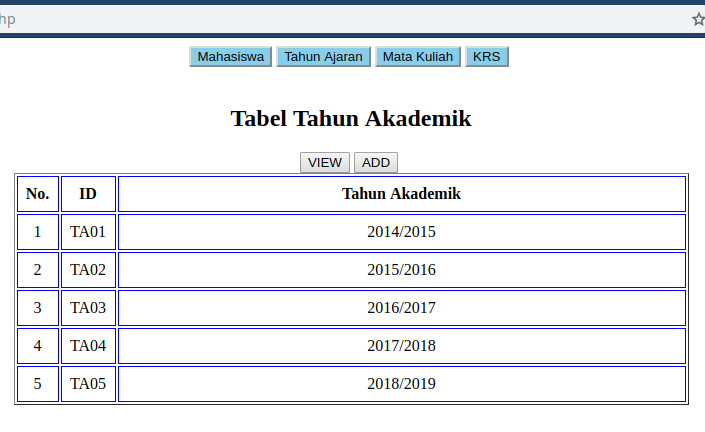 hp
Mahasiswa Tahun Ajaran Mata Kuliah KRS
Tabel Tahun Akademik
VIEW ADD
No. ID Tahun Akademik
1 TA01 2014/2015
2 TA02 2015/2016
3 TA03 2016/2017
4 TA04 2017/2018
5 TA05 2018/2019